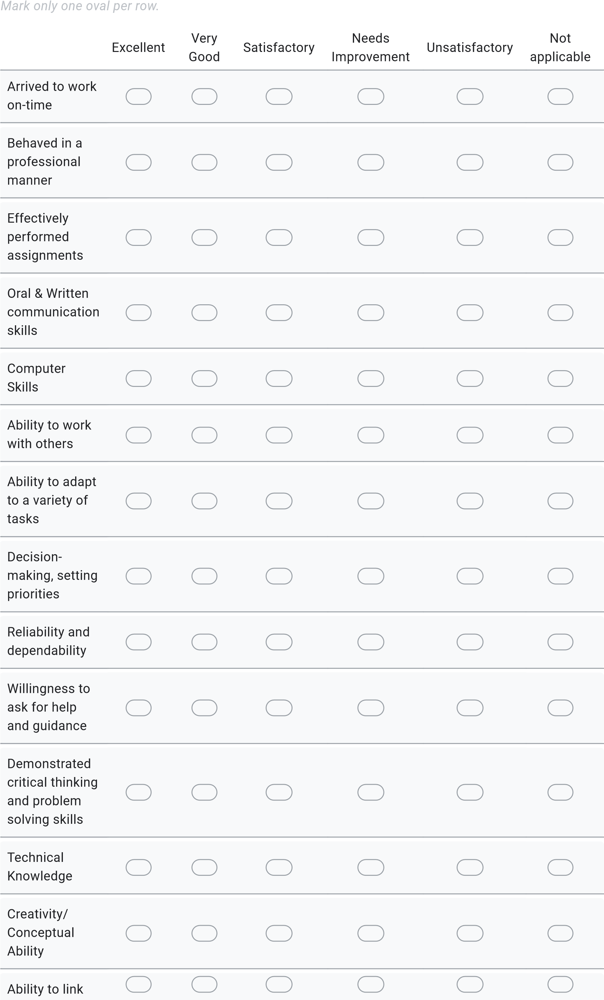 Mark only one oval per row.
Excellent Very Good Satisfactory Needs Improvement Unsatisfactory Not applicable
Arrived to work
on-time
Behaved in a
professional
manner
Effectively
performed
assignments
Oral & Written
communication
skills
Computer
Skills
Ability to work
with others
Ability to adapt
to a variety of
tasks
Decision-
making, setting
priorities
Reliability and
dependability
Willingness to
ask for help
and guidance
Demonstrated
critical thinking
and problem
solving skills
Technical
Knowledge
Creativity/
Conceptual
Ability
Ability to link